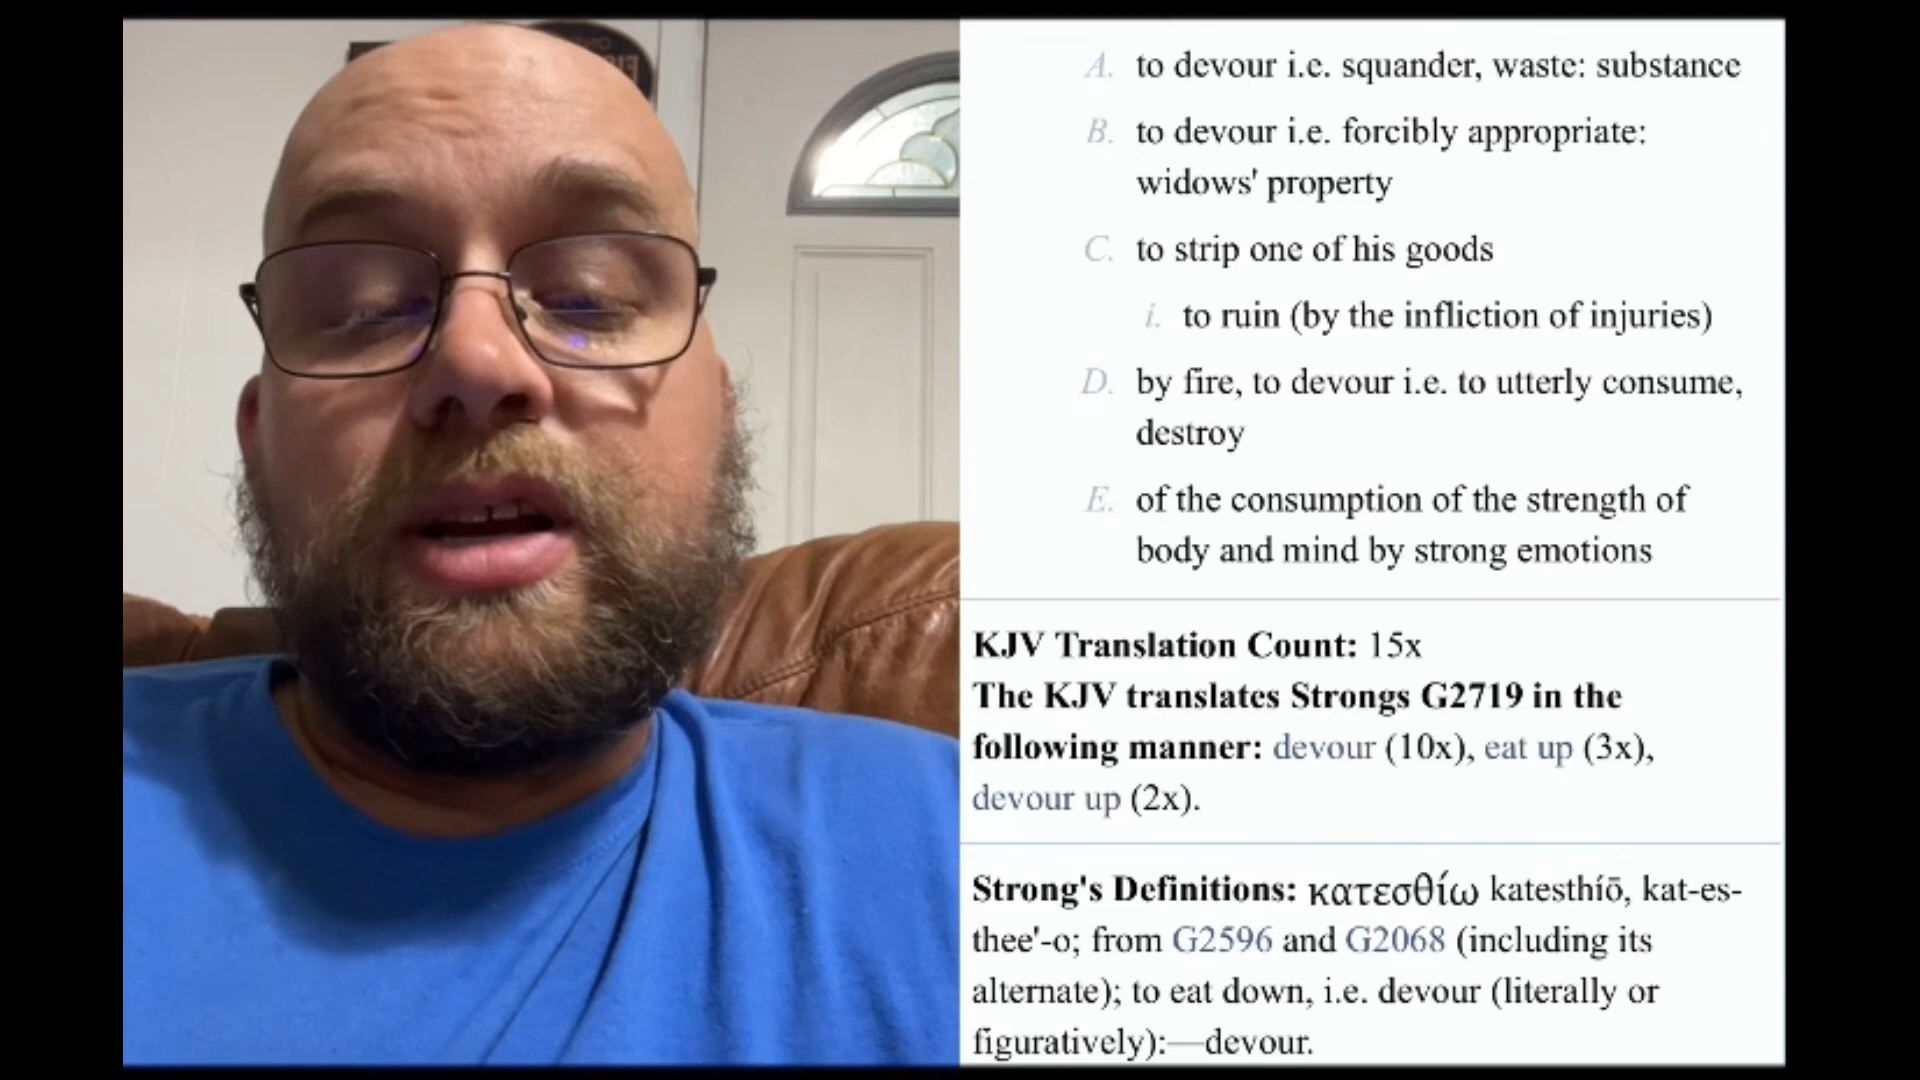 A. to devour i.e. squander, waste: substance
B. to devour i.e. forcibly appropriate:
widows' property
C. to strip one of his goods
i. to ruin (by the infliction of injuries)
D. by fire, to devour i.e. to utterly consume,
destroy
E. of the consumption of the strength of
body and mind by strong emotions
KJV Translation Count: 15x
The KJV translates Strongs G2719 in the
following manner: devour (10x), eat up (3x),
devour up (2x).
Strong's Definitions: κατεσθίω katesthíō, kat-es-
thee'-o; from G2596 and G2068 (including its
alternate); to eat down, i.e. devour (literally or
figuratively):—devour.